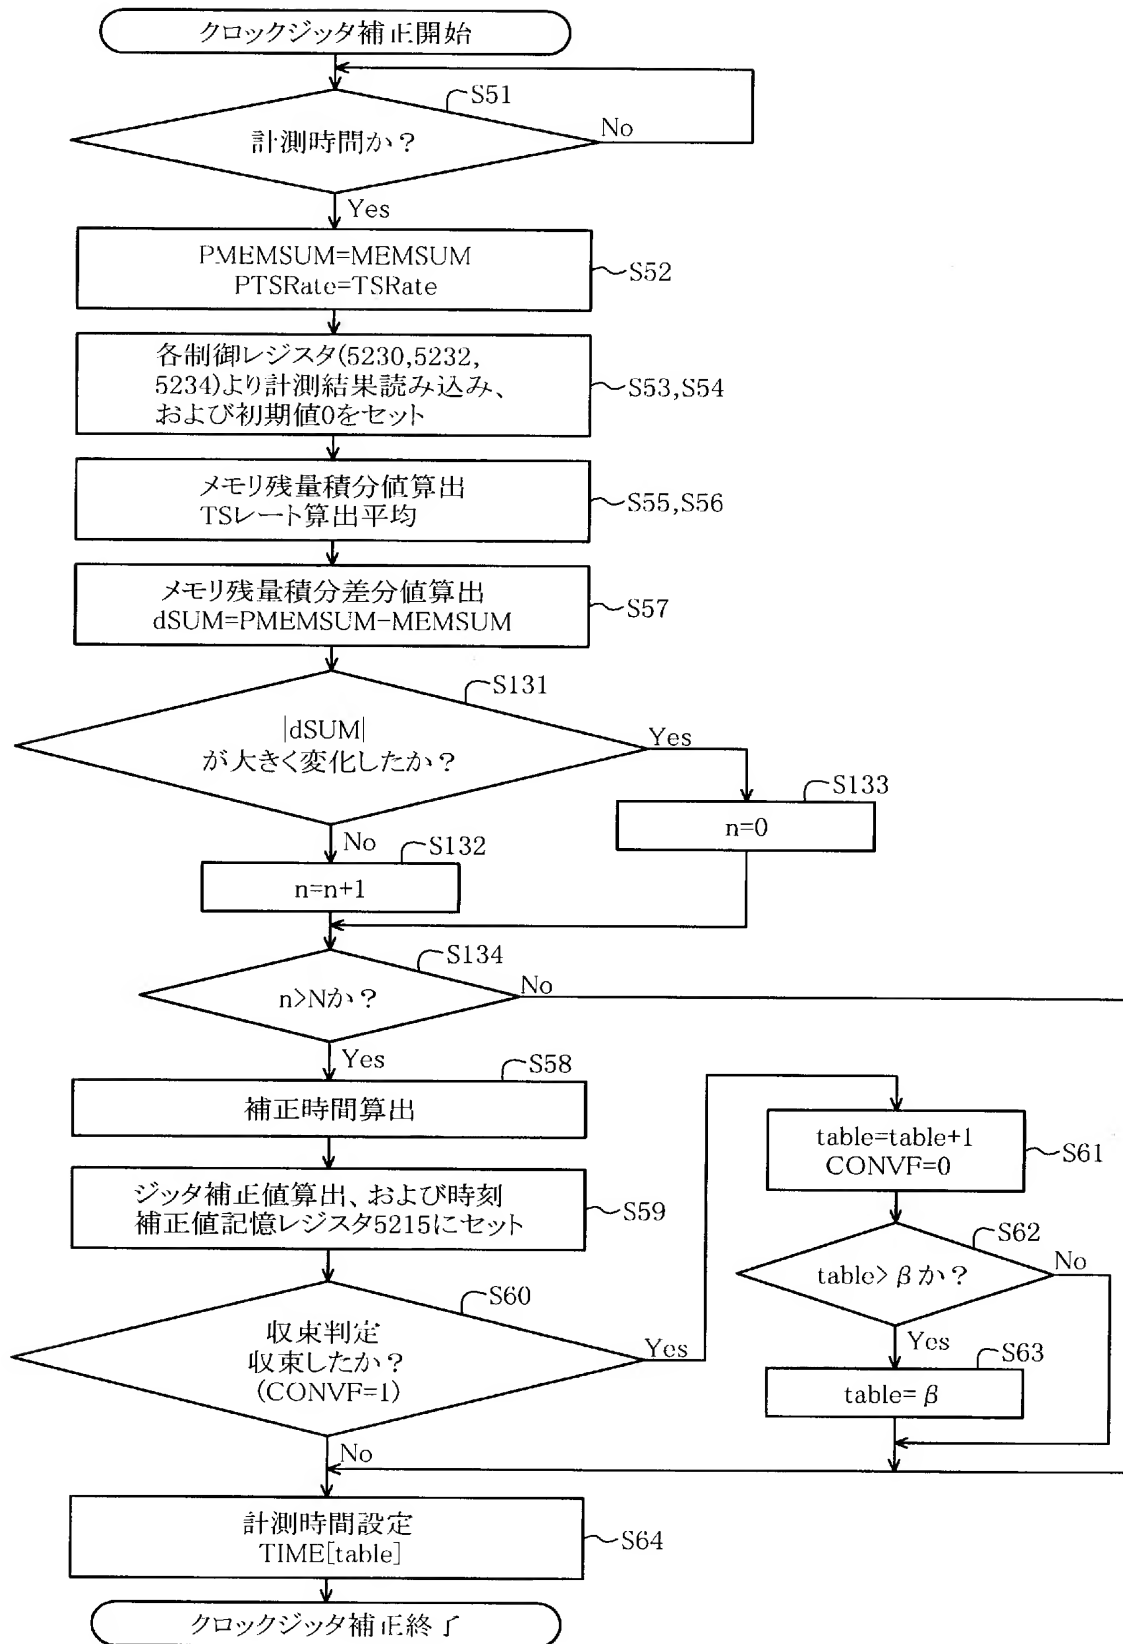 クロックジッタ補正開始
S51
計測時間か？
No
Yes
PMEMSUM=MEMSUM
PTSRate=TSRate
S52
各制御レジスタ(5230,5232,
5234)より計測結果読み込み、
および初期値0をセット
S53,S54
メモリ残量積分値算出
TSレート算出平均
S55,S56
メモリ残量積分差分値算出
dSUM=PMEMSUM-MEMSUM
S57
S131
|dSUM|
が大きく変化したか？
Yes
S133
n=0
No
S132
n=n+1
S134
n>Nか？
No
Yes
S58
補正時間算出
table=table+1
CONVF=0
S61
ジッタ補正値算出、および時刻
補正値記憶レジスタ5215にセット
S59
S62
table>βか？
No
Yes
S60
収束判定
収束したか？
(CONVF=1)
Yes
S63
table=β
No
計測時間設定
TIME[table]
S64
クロックジッタ補正終了